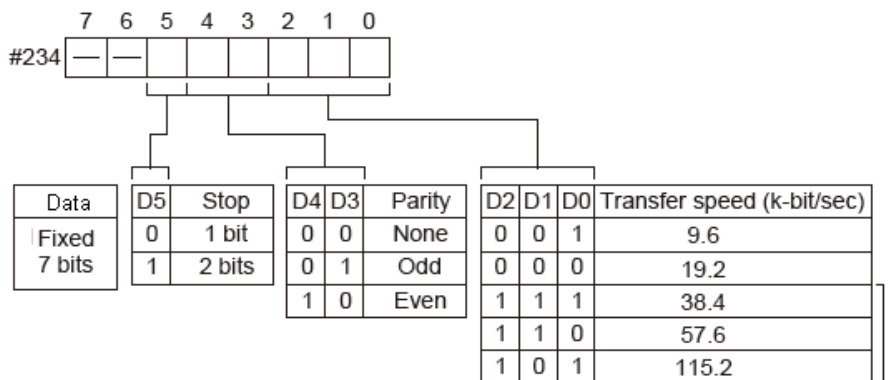 7 6 5 4 3 2 1 0
#234 — —
Data
Fixed
7 bits
D5 Stop
0 1 bit
1 2 bits
D4 D3 Parity
0 0 None
0 1 Odd
1 0 Even
D2 D1 D0 Transfer speed (k-bit/sec)
0 0 1 9.6
0 0 0 19.2
1 1 1 38.4
1 1 0 57.6
1 0 1 115.2